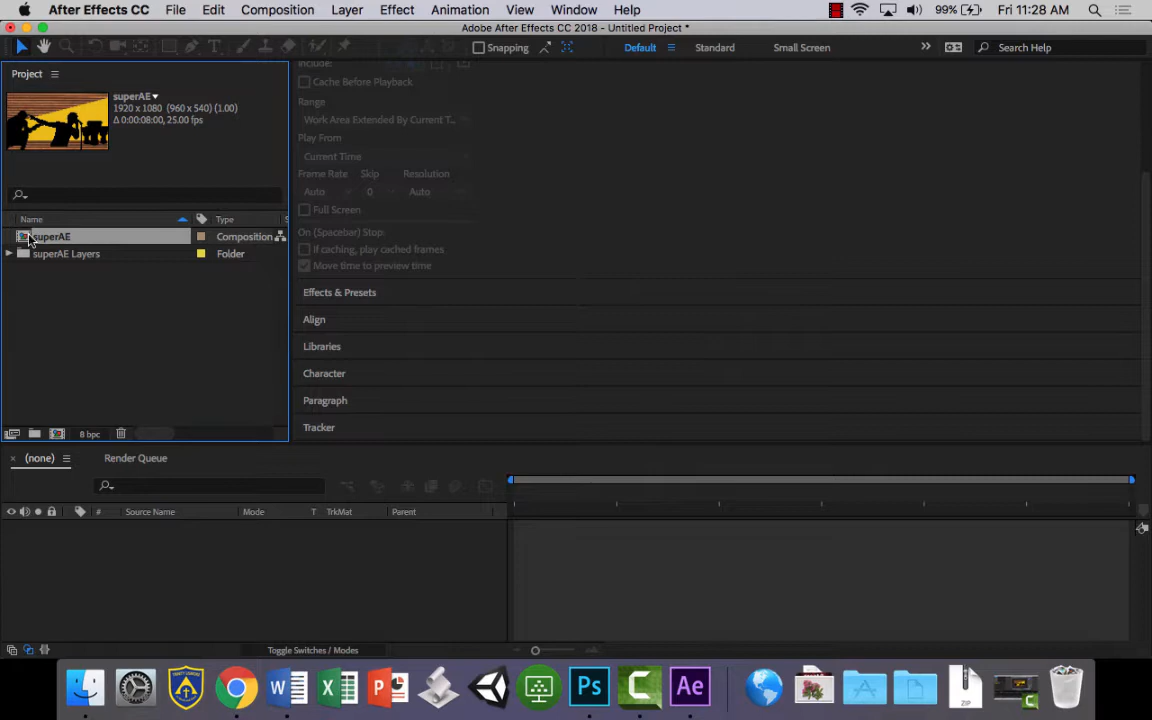 After Effects CC File Edit Composition Layer Effect Animation View Window Help 99% Fri 11:28 AM
Adobe After Effects CC 2018 - Untitled Project *
Snapping Default Standard Small Screen Search Help
Project
superAE
1920 x 1080 (960 x 540) (1.00)
Δ 0:00:08:00, 25.00 fps
Name Type S
superAE Composition
superAE Layers Folder
8 bpc
Include:
Cache Before Playback
Range
Work Area Extended By Current T...
Play From
Current Time
Frame Rate Skip Resolution
Auto 0 Auto
Full Screen
On (Spacebar) Stop:
If caching, play cached frames
Move time to preview time
Effects & Presets
Align
Libraries
Character
Paragraph
Tracker
× (none) Render Queue
# Source Name Mode T TrkMat Parent
Toggle Switches / Modes
W X P Ps C Ae A ZIP